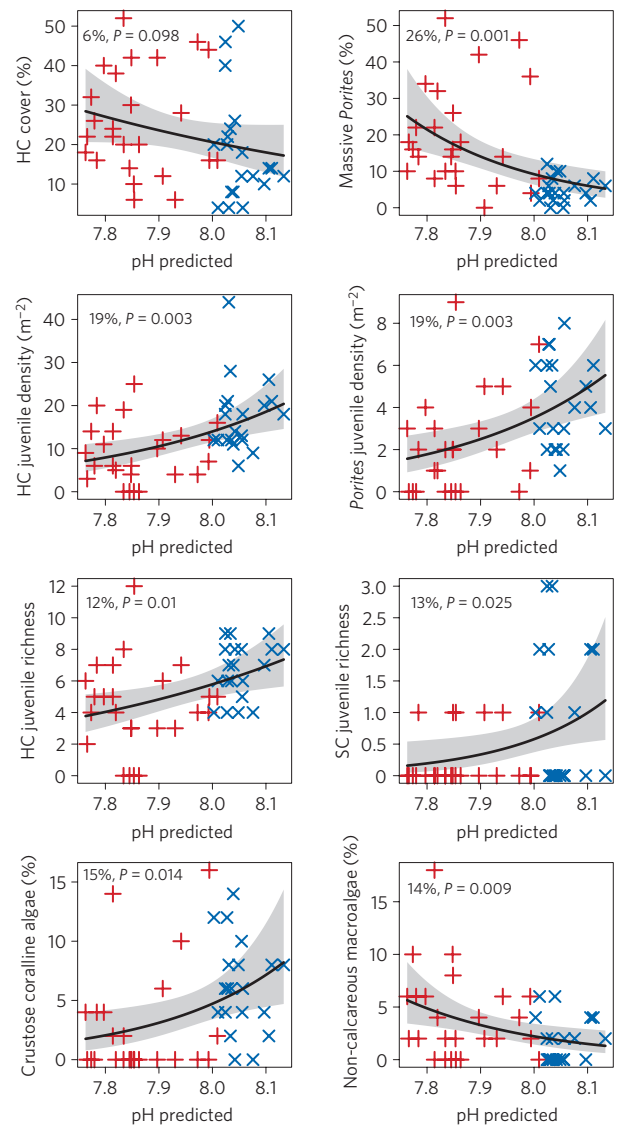 6%, P = 0.098
HC cover (%)
50
40
30
20
10
7.8 7.9 8.0 8.1
pH predicted
26%, P = 0.001
Massive Porites (%)
50
40
30
20
10
0
7.8 7.9 8.0 8.1
pH predicted
19%, P = 0.003
HC juvenile density (m⁻²)
40
30
20
10
0
7.8 7.9 8.0 8.1
pH predicted
19%, P = 0.003
Porites juvenile density (m⁻²)
8
6
4
2
0
7.8 7.9 8.0 8.1
pH predicted
12%, P = 0.01
HC juvenile richness
12
10
8
6
4
2
0
7.8 7.9 8.0 8.1
pH predicted
13%, P = 0.025
SC juvenile richness
3.0
2.5
2.0
1.5
1.0
0.5
0
7.8 7.9 8.0 8.1
pH predicted
15%, P = 0.014
Crustose coralline algae (%)
15
10
5
0
7.8 7.9 8.0 8.1
pH predicted
14%, P = 0.009
Non-calcareous macroalgae (%)
15
10
5
0
7.8 7.9 8.0 8.1
pH predicted